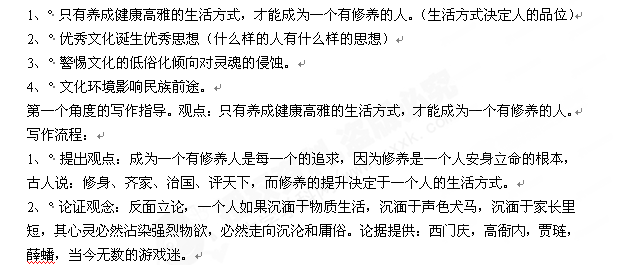 1、°只有养成健康高雅的生活方式，才能成为一个有修养的人。（生活方式决定人的品位）
2、°优秀文化诞生优秀思想（什么样的人有什么样的思想）
3、°警惕文化的低俗化倾向对灵魂的侵蚀。
4、°文化环境影响民族前途。
第一个角度的写作指导。观点：只有养成健康高雅的生活方式，才能成为一个有修养的人。
写作流程：
1、°提出观点：成为一个有修养人是每一个的追求，因为修养是一个人安身立命的根本，
古人说：修身、齐家、治国、评天下，而修养的提升决定于一个人的生活方式。
2、°论证观念：反面立论，一个人如果沉湎于物质生活，沉湎于声色犬马，沉湎于家长里
短，其心灵必然沾染强烈物欲，必然走向沉沦和庸俗。论据提供：西门庆，高衙内，贾琏，
薛蟠，当今无数的游戏迷。